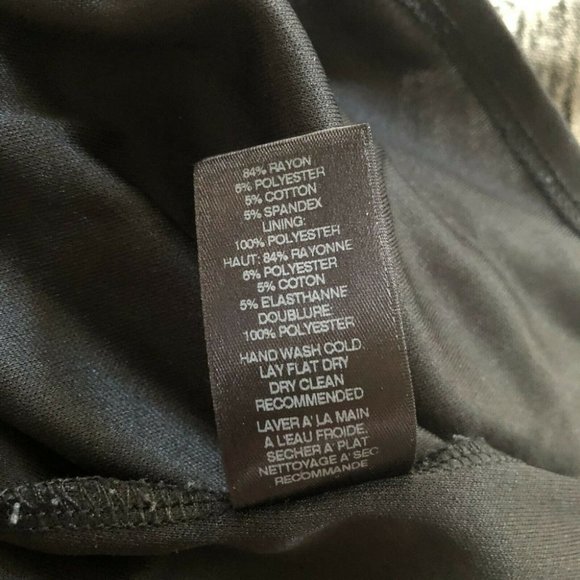 84% RAYON
6% POLYESTER
5% COTTON
5% SPANDEX
LINING:
100% POLYESTER
HAUT: 84% RAYONNE
6% POLYESTER
5% COTON
5% ELASTHANNE
DOUBLURE:
100% POLYESTER
HAND WASH COLD
LAY FLAT DRY
DRY CLEAN
RECOMMENDED
LAVER A' LA MAIN
A L'EAU FROIDE.
SECHER A' PLAT
NETTOYAGE A' SEC
RECOMMANDE